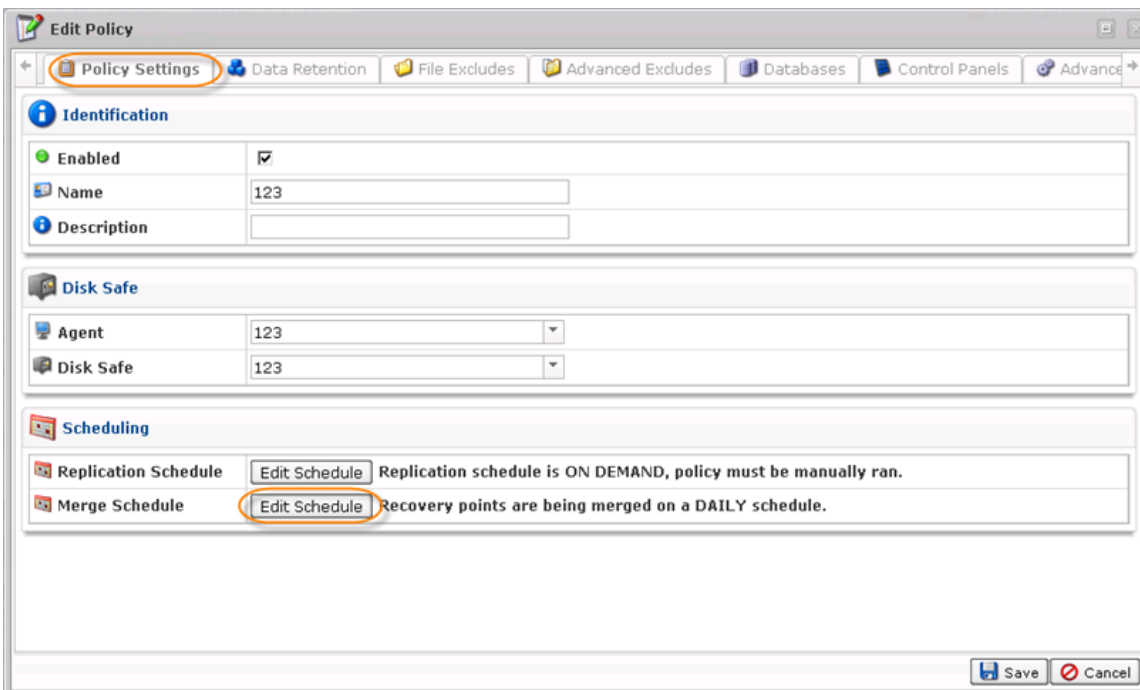 Edit Policy
Policy Settings Data Retention File Excludes Advanced Excludes Databases Control Panels Advance
Identification
Enabled
Name 123
Description
Disk Safe
Agent 123
Disk Safe 123
Scheduling
Replication Schedule Edit Schedule Replication schedule is ON DEMAND, policy must be manually ran.
Merge Schedule Edit Schedule Recovery points are being merged on a DAILY schedule.
Save Cancel